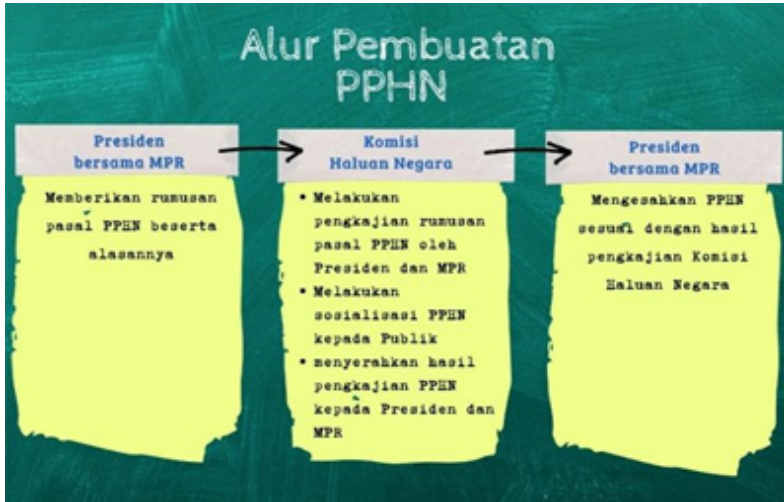 Alur Pembuatan
PPHN
Presiden
bersama MPR
Memberikan rumusan
pasal PPHN beserta
alasannya
Komisi
Haluan Negara
• Melakukan
pengkajian rumusan
pasal PPHN oleh
Presiden dan MPR
• Melakukan
sosialisasi PPHN
kepada Publik
• menyerahkan hasil
pengkajian PPHN
kepada Presiden dan
MPR
Presiden
bersama MPR
Mengesahkan PPHN
sesuai dengan hasil
pengkajian Komisi
Haluan Negara